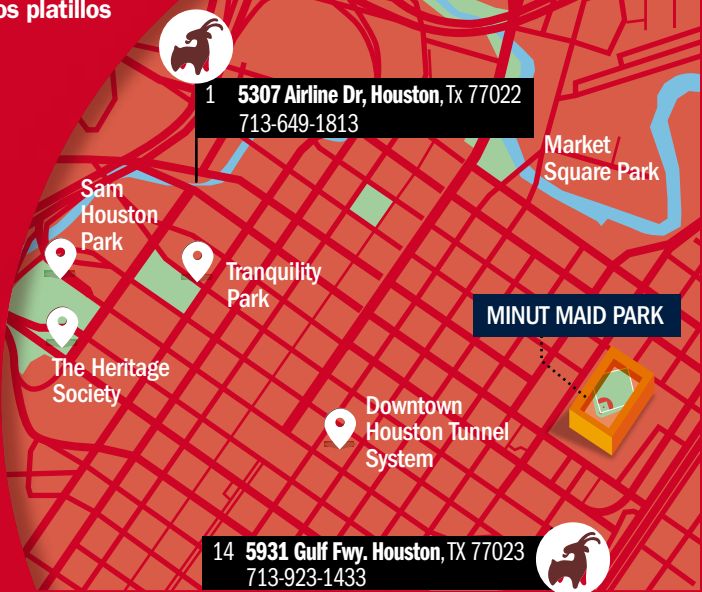 os platillos
1 5307 Airline Dr, Houston, Tx 77022
713-649-1813
Market
Square Park
Sam
Houston
Park
Tranquility
Park
MINUT MAID PARK
The Heritage
Society
Downtown
Houston Tunnel
System
14 5931 Gulf Fwy. Houston, TX 77023
713-923-1433